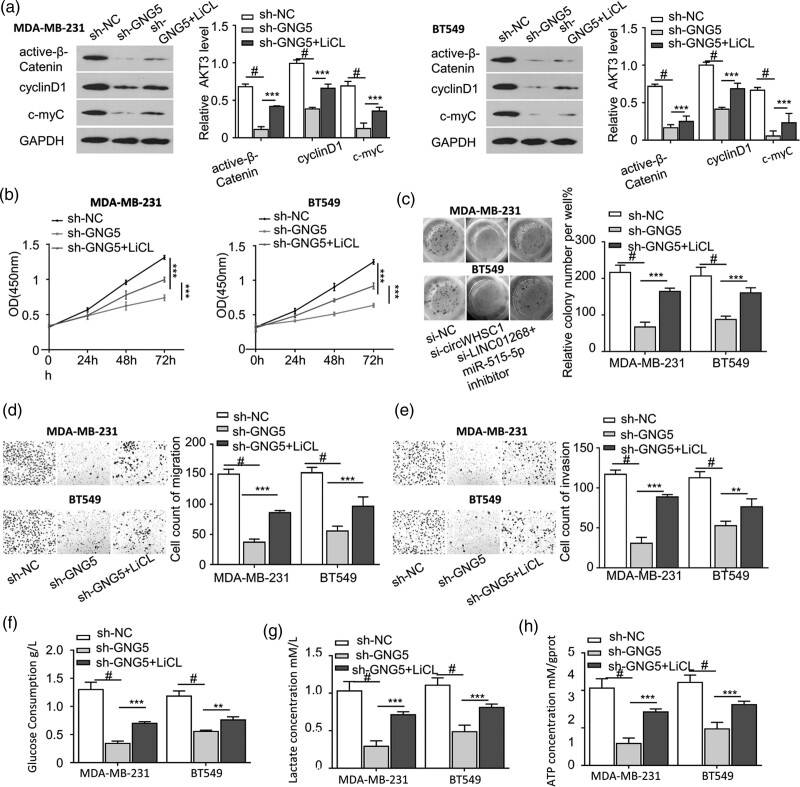 (a)
MDA-MB-231
sh-NC
sh-GNG5
sh-
GNG5+LiCL
active-β-
Catenin
cyclinD1
c-myC
GAPDH
sh-NC
sh-GNG5
sh-GNG5+LiCL
Relative AKT3 level
1.0
0.5
0.0
#
***
#
***
#
***
active-β-
Catenin
cyclinD1
c-myC
BT549
sh-NC
sh-GNG5
sh-
GNG5+LiCL
active-β-
Catenin
cyclinD1
c-myC
GAPDH
sh-NC
sh-GNG5
sh-GNG5+LiCL
Relative AKT3 level
1.0
0.5
0.0
#
***
#
***
#
***
active-β-
Catenin
cyclinD1
c-myC
(b)
MDA-MB-231
sh-NC
sh-GNG5
sh-GNG5+LiCL
OD(450nm)
1.5
1
0.5
0
***
***
0
h
24h
48h
72h
BT549
sh-NC
sh-GNG5
sh-GNG5+LiCL
OD(450nm)
1.5
1
0.5
0
***
***
0h
24h
48h
72h
(c)
MDA-MB-231
BT549
si-NC
si-circWHSC1
si-LINC01268+
miR-515-5p
inhibitor
sh-NC
sh-GNG5
sh-GNG5+LiCL
Relative colony number per well%
300
200
150
100
50
0
#
***
#
***
MDA-MB-231
BT549
(d)
MDA-MB-231
BT549
sh-NC
sh-GNG5
sh-GNG5+LiCL
sh-NC
sh-GNG5
sh-GNG5+LiCL
Cell count of migration
200
150
100
50
0
#
***
#
***
MDA-MB-231
BT549
(e)
MDA-MB-231
BT549
sh-NC
sh-GNG5
sh-GNG5+LiCL
sh-NC
sh-GNG5
sh-GNG5+LiCL
Cell count of invasion
150
100
50
0
#
***
#
**
MDA-MB-231
BT549
(f)
sh-NC
sh-GNG5
sh-GNG5+LiCL
Glucose Consumption g/L
2.0
1.5
1.0
0.5
0.0
#
***
#
**
MDA-MB-231
BT549
(g)
sh-NC
sh-GNG5
sh-GNG5+LiCL
Lactate concentration mM/L
1.5
1.0
0.5
0.0
#
***
#
***
MDA-MB-231
BT549
(h)
sh-NC
sh-GNG5
sh-GNG5+LiCL
ATP concentration mM/gprot
4
3
2
1
0
#
***
#
***
MDA-MB-231
BT549